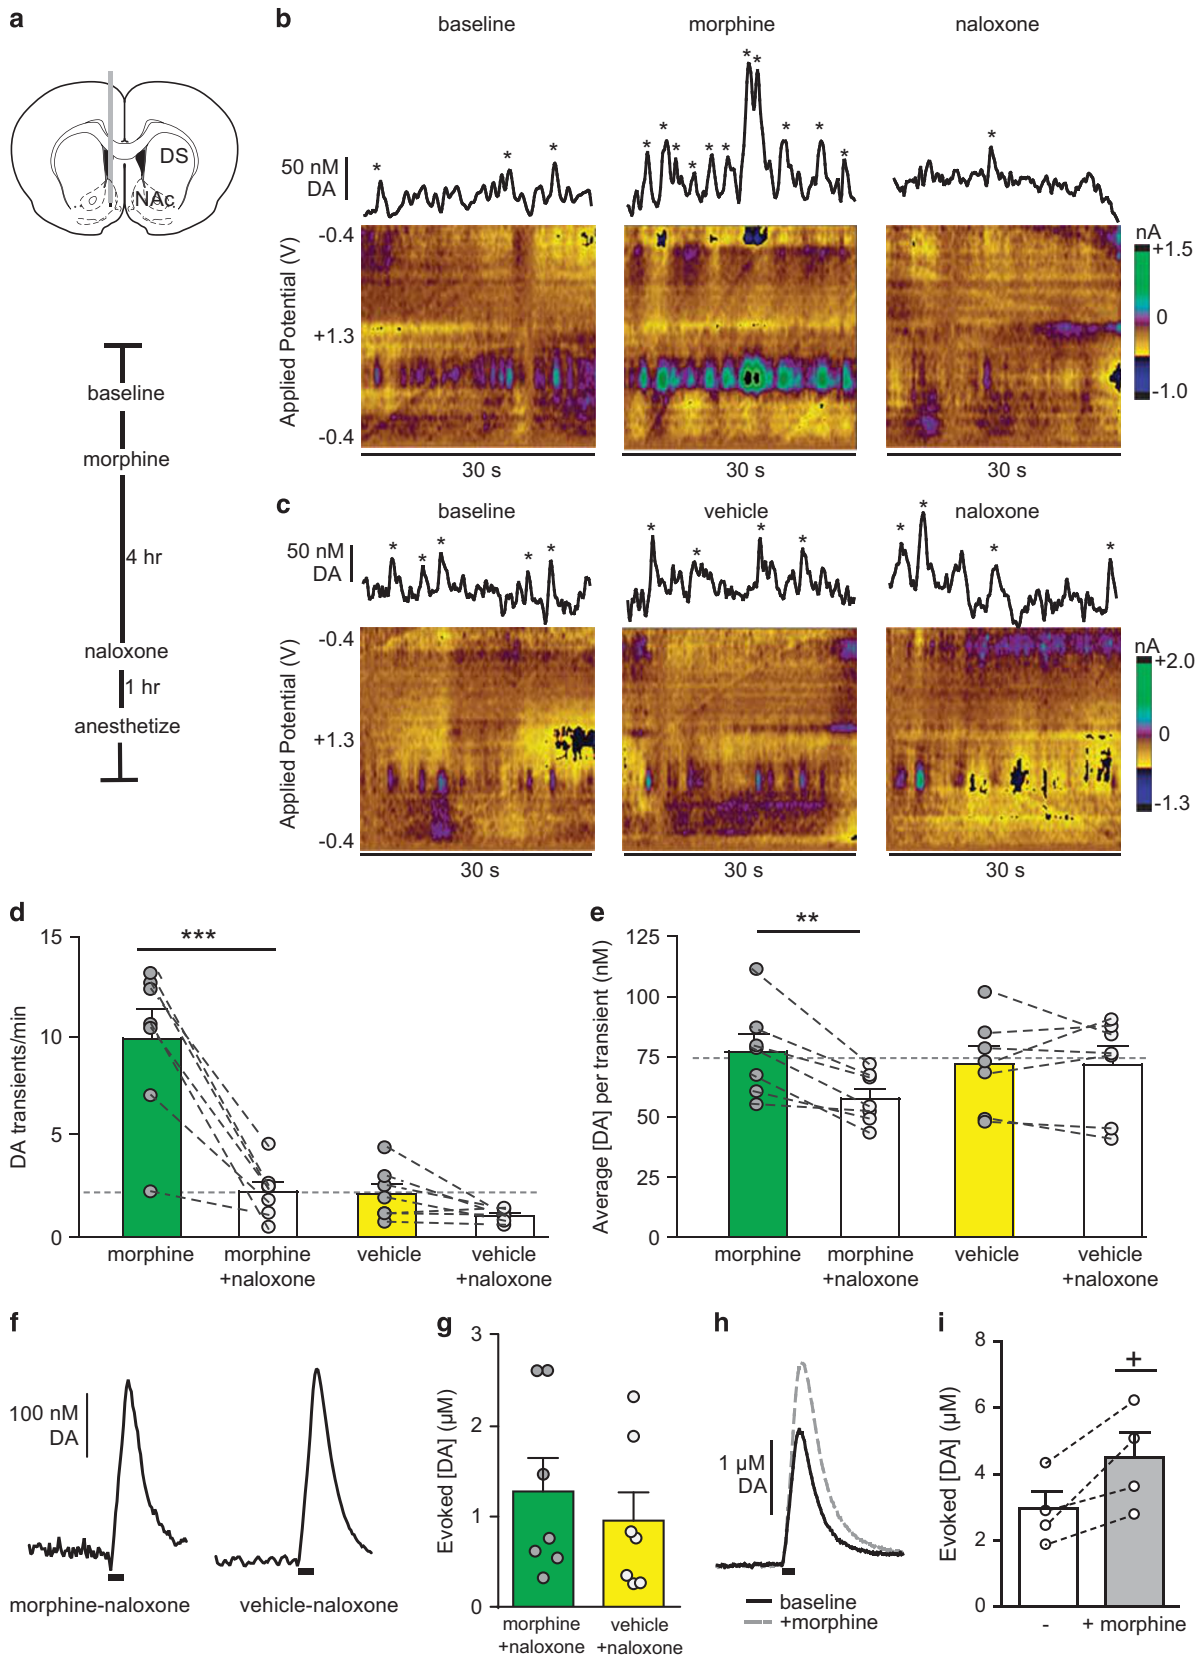 a
DS
NAc
baseline
morphine
4 hr
naloxone
1 hr
anesthetize
b
baseline
morphine
naloxone
* * *
* * * * * * * * * * *
*
50 nM
DA
Applied Potential (V)
-0.4
+1.3
-0.4
30 s
30 s
30 s
nA
+1.5
0
-1.0
c
baseline
vehicle
naloxone
* * * * *
* * * *
* * * *
50 nM
DA
Applied Potential (V)
-0.4
+1.3
-0.4
30 s
30 s
30 s
nA
+2.0
0
-1.3
d
DA transients/min
15
10
5
0
***
morphine
morphine
+naloxone
vehicle
vehicle
+naloxone
e
Average [DA] per transient (nM)
125
100
75
50
25
0
**
morphine
morphine
+naloxone
vehicle
vehicle
+naloxone
f
100 nM
DA
morphine-naloxone
vehicle-naloxone
g
Evoked [DA] (µM)
3
2
1
0
morphine
+naloxone
vehicle
+naloxone
h
1 µM
DA
baseline
+morphine
i
Evoked [DA] (µM)
8
6
4
2
0
+
-
+ morphine